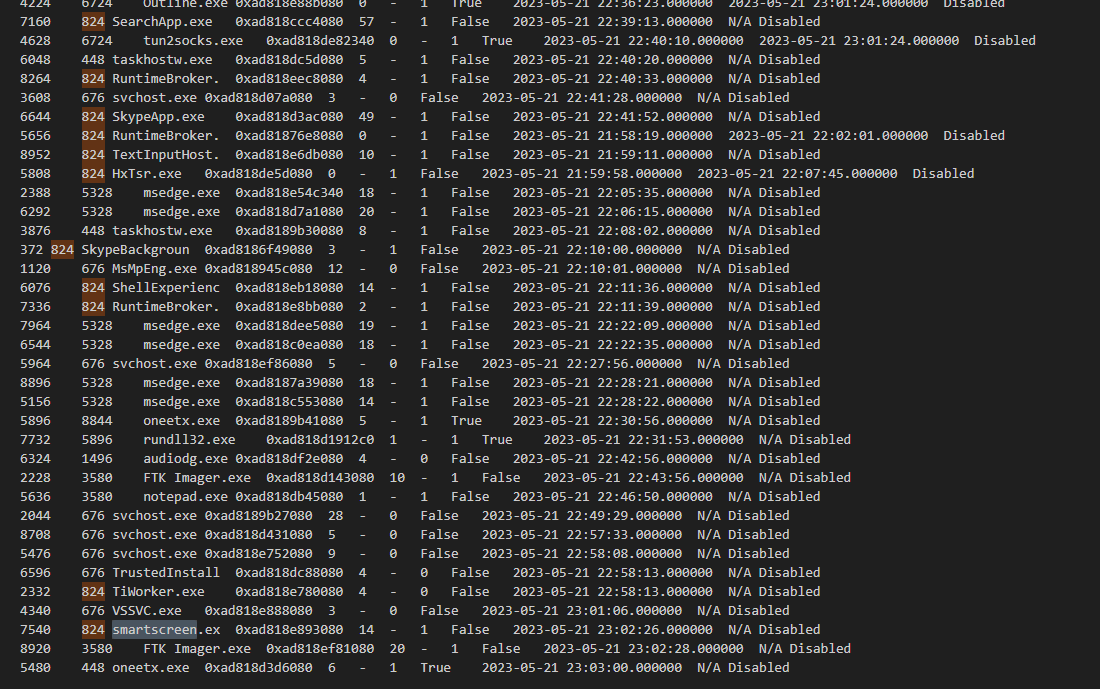 4224 6724 Outline.exe 0xad818e88b080 0 - 1 True 2023-05-21 22:36:23.000000 2023-05-21 23:01:24.000000 Disabled
7160 824 SearchApp.exe 0xad818ccc4080 57 - 1 False 2023-05-21 22:39:13.000000 N/A Disabled
4628 6724 tun2socks.exe 0xad818de82340 0 - 1 True 2023-05-21 22:40:10.000000 2023-05-21 23:01:24.000000 Disabled
6048 448 taskhostw.exe 0xad818dc5d080 5 - 1 False 2023-05-21 22:40:20.000000 N/A Disabled
8264 824 RuntimeBroker. 0xad818eec8080 4 - 1 False 2023-05-21 22:40:33.000000 N/A Disabled
3608 676 svchost.exe 0xad818d07a080 3 - 0 False 2023-05-21 22:41:28.000000 N/A Disabled
6644 824 SkypeApp.exe 0xad818d3ac080 49 - 1 False 2023-05-21 22:41:52.000000 N/A Disabled
5656 824 RuntimeBroker. 0xad81876e8080 0 - 1 False 2023-05-21 21:58:19.000000 2023-05-21 22:02:01.000000 Disabled
8952 824 TextInputHost. 0xad818e6db080 10 - 1 False 2023-05-21 21:59:11.000000 N/A Disabled
5808 824 HxTsr.exe 0xad818de5d080 0 - 1 False 2023-05-21 21:59:58.000000 2023-05-21 22:07:45.000000 Disabled
2388 5328 msedge.exe 0xad818e54c340 18 - 1 False 2023-05-21 22:05:35.000000 N/A Disabled
6292 5328 msedge.exe 0xad818d7a1080 20 - 1 False 2023-05-21 22:06:15.000000 N/A Disabled
3876 448 taskhostw.exe 0xad8189b30080 8 - 1 False 2023-05-21 22:08:02.000000 N/A Disabled
372 824 SkypeBackgroun 0xad8186f49080 3 - 1 False 2023-05-21 22:10:00.000000 N/A Disabled
1120 676 MsMpEng.exe 0xad818945c080 12 - 0 False 2023-05-21 22:10:01.000000 N/A Disabled
6076 824 ShellExperienc 0xad818eb18080 14 - 1 False 2023-05-21 22:11:36.000000 N/A Disabled
7336 824 RuntimeBroker. 0xad818e8bb080 2 - 1 False 2023-05-21 22:11:39.000000 N/A Disabled
7964 5328 msedge.exe 0xad818dee5080 19 - 1 False 2023-05-21 22:22:09.000000 N/A Disabled
6544 5328 msedge.exe 0xad818c0ea080 18 - 1 False 2023-05-21 22:22:35.000000 N/A Disabled
5964 676 svchost.exe 0xad818ef86080 5 - 0 False 2023-05-21 22:27:56.000000 N/A Disabled
8896 5328 msedge.exe 0xad8187a39080 18 - 1 False 2023-05-21 22:28:21.000000 N/A Disabled
5156 5328 msedge.exe 0xad818c553080 14 - 1 False 2023-05-21 22:28:22.000000 N/A Disabled
5896 8844 oneetx.exe 0xad8189b41080 5 - 1 True 2023-05-21 22:30:56.000000 N/A Disabled
7732 5896 rundll32.exe 0xad818d1912c0 1 - 1 True 2023-05-21 22:31:53.000000 N/A Disabled
6324 1496 audiodg.exe 0xad818df2e080 4 - 0 False 2023-05-21 22:42:56.000000 N/A Disabled
2228 3580 FTK Imager.exe 0xad818d143080 10 - 1 False 2023-05-21 22:43:56.000000 N/A Disabled
5636 3580 notepad.exe 0xad818db45080 1 - 1 False 2023-05-21 22:46:50.000000 N/A Disabled
2044 676 svchost.exe 0xad8189b27080 28 - 0 False 2023-05-21 22:49:29.000000 N/A Disabled
8708 676 svchost.exe 0xad818d431080 5 - 0 False 2023-05-21 22:57:33.000000 N/A Disabled
5476 676 svchost.exe 0xad818e752080 9 - 0 False 2023-05-21 22:58:08.000000 N/A Disabled
6596 676 TrustedInstall 0xad818dc88080 4 - 0 False 2023-05-21 22:58:13.000000 N/A Disabled
2332 824 TiWorker.exe 0xad818e780080 4 - 0 False 2023-05-21 22:58:13.000000 N/A Disabled
4340 676 VSSVC.exe 0xad818e888080 3 - 0 False 2023-05-21 23:01:06.000000 N/A Disabled
7540 824 smartscreen.ex 0xad818e893080 14 - 1 False 2023-05-21 23:02:26.000000 N/A Disabled
8920 3580 FTK Imager.exe 0xad818ef81080 20 - 1 False 2023-05-21 23:02:28.000000 N/A Disabled
5480 448 oneetx.exe 0xad818d3d6080 6 - 1 True 2023-05-21 23:03:00.000000 N/A Disabled